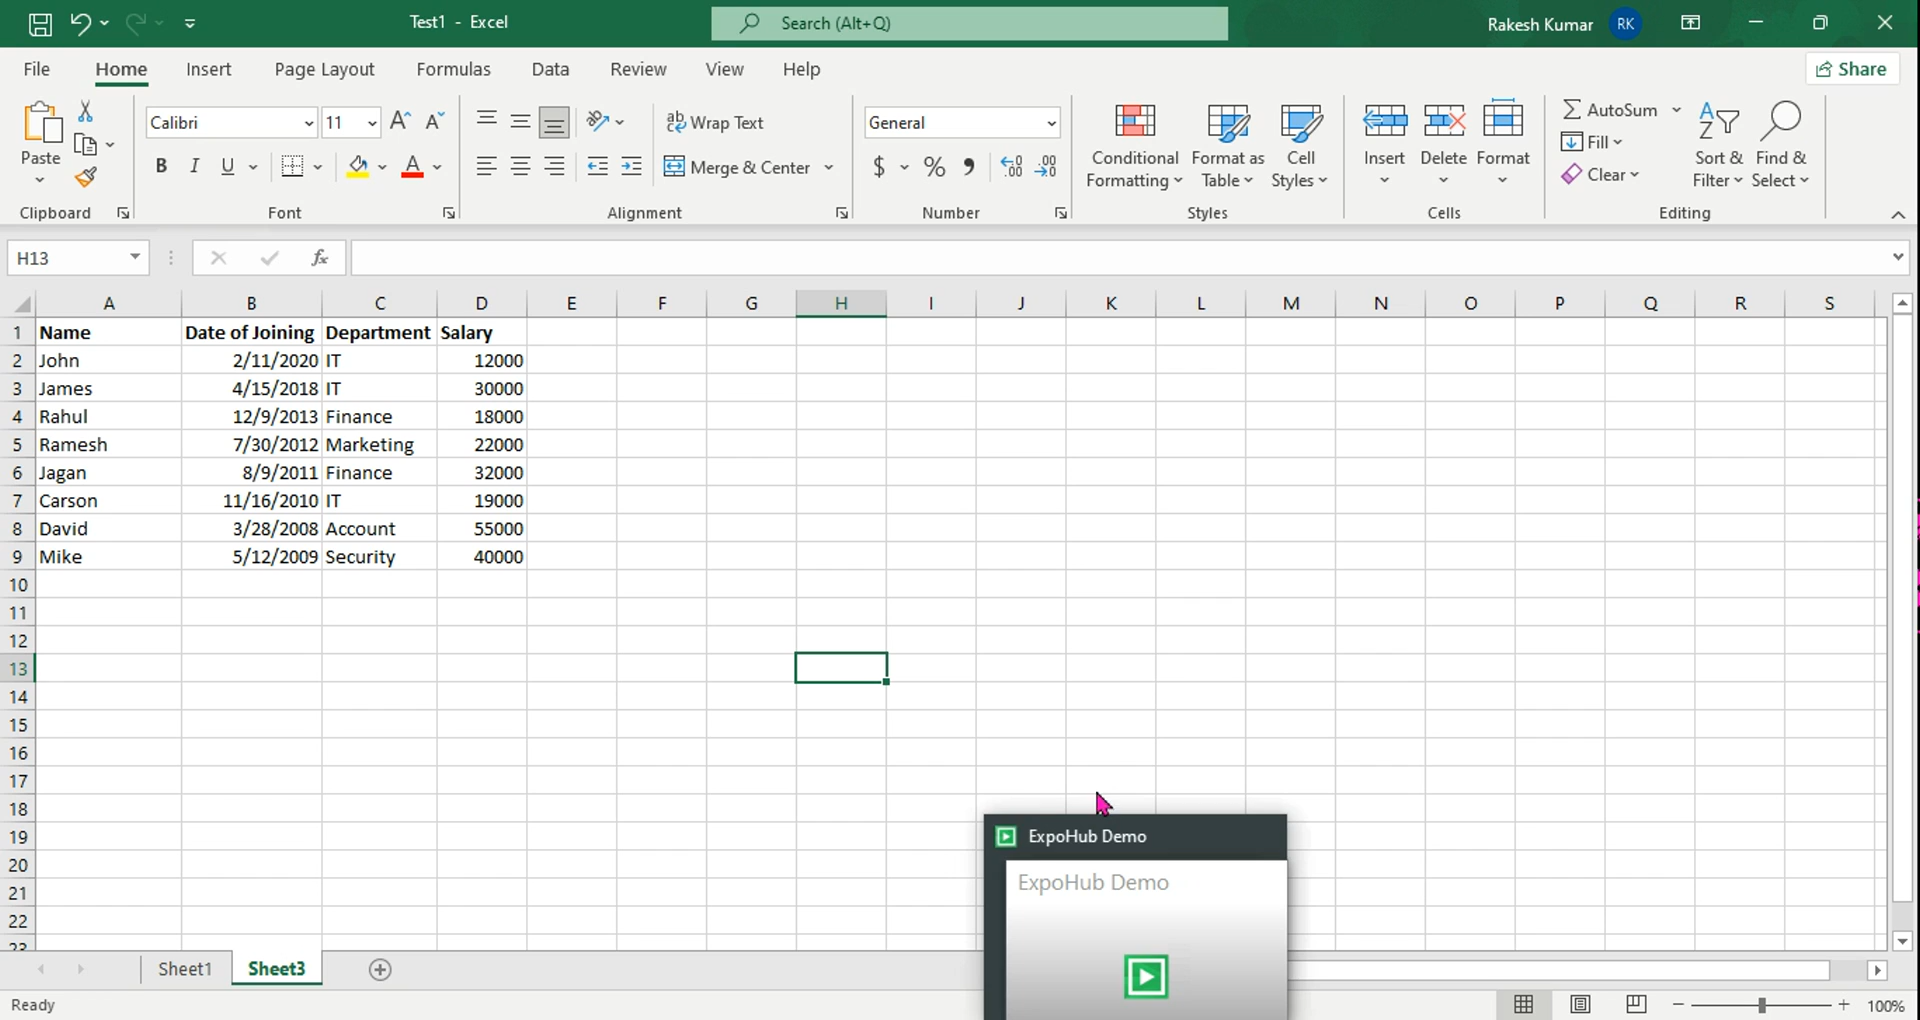 Test1 - Excel
Search (Alt+Q)
Rakesh Kumar RK
File Home Insert Page Layout Formulas Data Review View Help Share
Paste
Clipboard
Calibri 11 A^ A˅
B I U A
Font
ab Wrap Text
Merge & Center
Alignment
General
$ % 9 .00
Number
Conditional Formatting
Format as Table
Cell Styles
Styles
Insert Delete Format
Cells
AutoSum
Fill
Clear
Sort & Filter
Find & Select
Editing
H13 fx
A B C D E F G H I J K L M N O P Q R S
1 Name Date of Joining Department Salary
2 John 2/11/2020 IT 12000
3 James 4/15/2018 IT 30000
4 Rahul 12/9/2013 Finance 18000
5 Ramesh 7/30/2012 Marketing 22000
6 Jagan 8/9/2011 Finance 32000
7 Carson 11/16/2010 IT 19000
8 David 3/28/2008 Account 55000
9 Mike 5/12/2009 Security 40000
10
11
12
13
14
15
16
17
18
19
20
21
22
23
ExpoHub Demo
ExpoHub Demo
Sheet1 Sheet3
Ready 100%